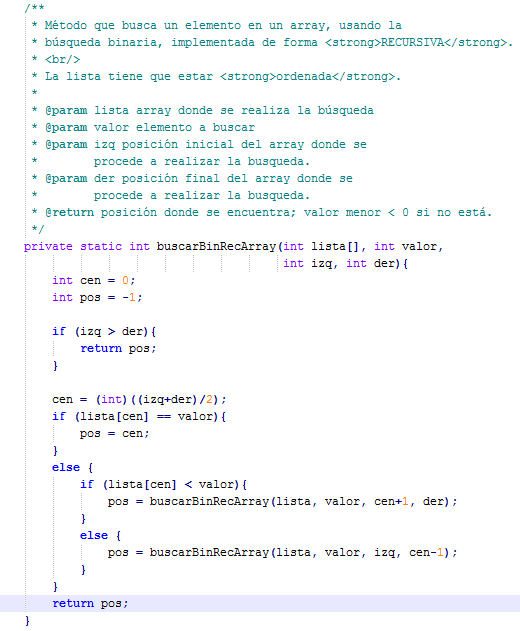 /**
 * Método que busca un elemento en un array, usando la
 * búsqueda binaria, implementada de forma <strong>RECURSIVA</strong>.
 * <br/>
 * La lista tiene que estar <strong>ordenada</strong>.
 *
 * @param lista array donde se realiza la búsqueda
 * @param valor elemento a buscar
 * @param izq posición inicial del array donde se
 *        procede a realizar la busqueda.
 * @param der posición final del array donde se
 *        procede a realizar la busqueda.
 * @return posición donde se encuentra; valor menor < 0 si no está.
 */
private static int buscarBinRecArray(int lista[], int valor,
                                     int izq, int der){
    int cen = 0;
    int pos = -1;

    if (izq > der){
        return pos;
    }

    cen = (int)((izq+der)/2);
    if (lista[cen] == valor){
        pos = cen;
    }
    else {
        if (lista[cen] < valor){
            pos = buscarBinRecArray(lista, valor, cen+1, der);
        }
        else {
            pos = buscarBinRecArray(lista, valor, izq, cen-1);
        }
    }
    return pos;
}